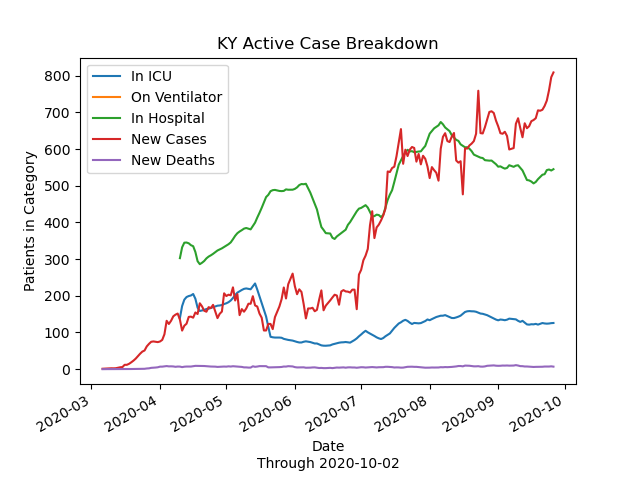 KY Active Case Breakdown
In ICU
On Ventilator
In Hospital
New Cases
New Deaths
Patients in Category
800
700
600
500
400
300
200
100
0
2020-03
2020-04
2020-05
2020-06
2020-07
2020-08
2020-09
2020-10
Date
Through 2020-10-02